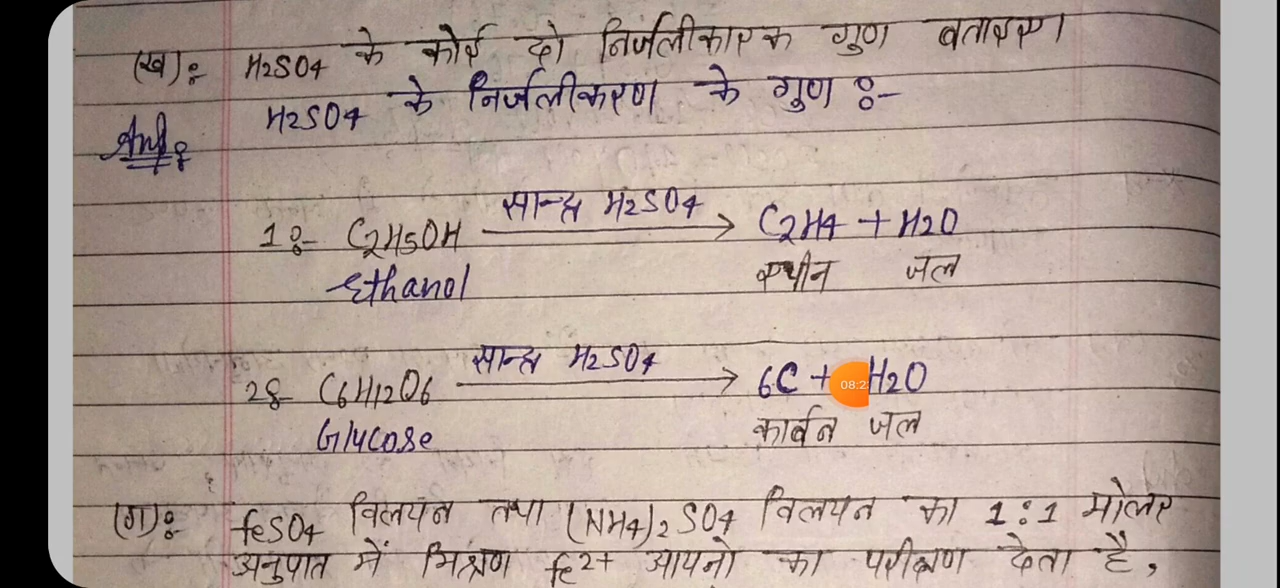 (ख):- H2SO4 के कोई दो निर्जलीकारक गुण बताइए।
Ans: H2SO4 के निर्जलीकरण के गुण :-
1:- C2H5OH सान्द्र H2SO4 C2H4 + H2O
Ethanol एथीन जल
2:- C6H12O6 सान्द्र H2SO4 6C + H2O
Glucose कार्बन जल
08:2
(ग):- feSO4 विलयन तथा (NH4)2SO4 विलयन का 1:1 मोलर
अनुपात में मिश्रण fe2+ आयनो का परीक्षण देता है,